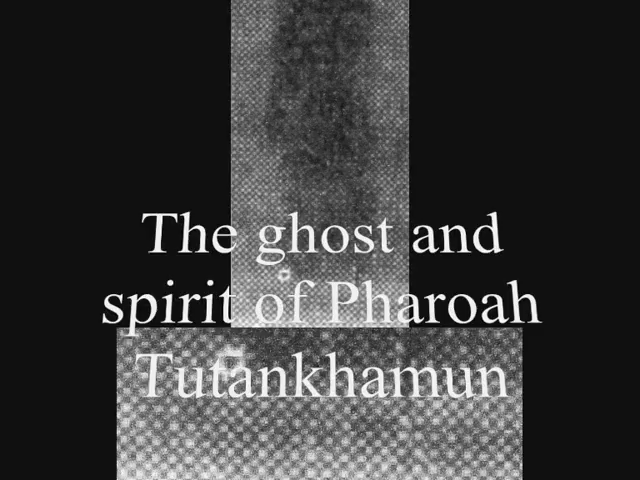 The ghost and
spirit of Pharoah
Tutankhamun